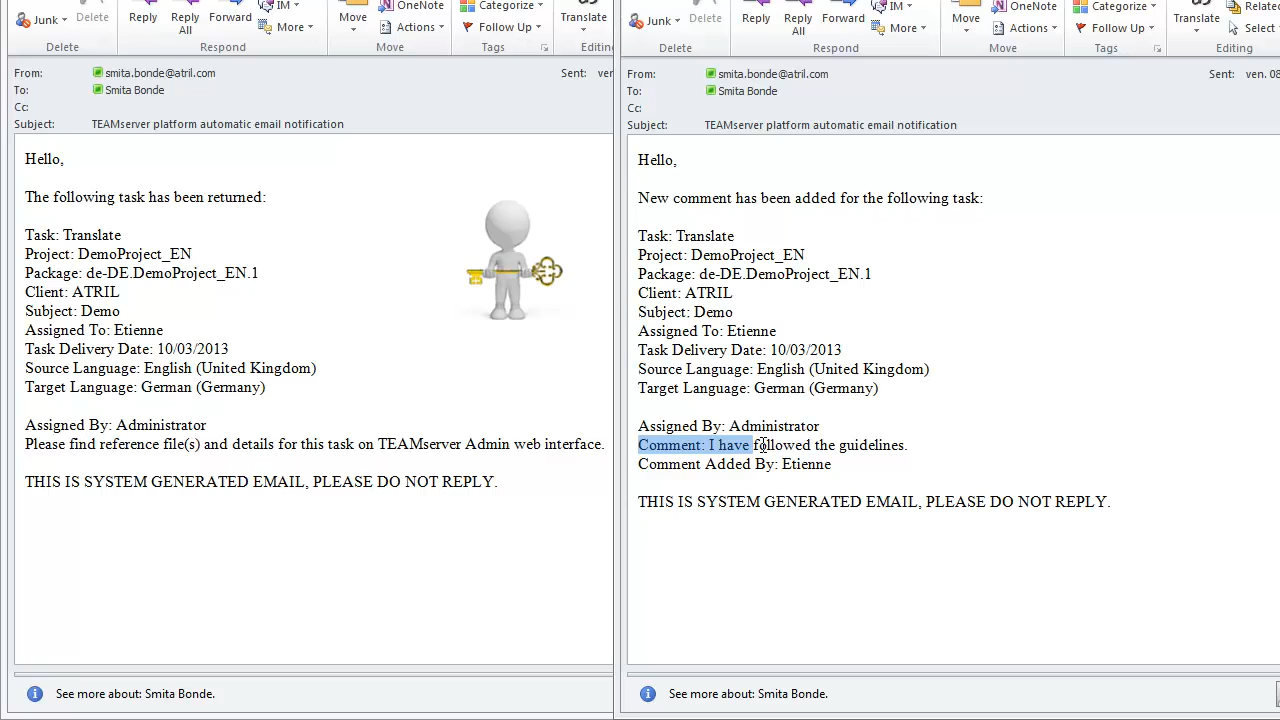 Junk
Delete
Delete
Reply
Reply
All
Forward
IM
More
Respond
Move
OneNote
Actions
Move
Categorize
Follow Up
Tags
Translate
From: smita.bonde@atril.com
Sent:
To: Smita Bonde
Cc:
Subject: TEAMserver platform automatic email notification
Hello,
The following task has been returned:
Task: Translate
Project: DemoProject_EN
Package: de-DE.DemoProject_EN.1
Client: ATRIL
Subject: Demo
Assigned To: Etienne
Task Delivery Date: 10/03/2013
Source Language: English (United Kingdom)
Target Language: German (Germany)
Assigned By: Administrator
Please find reference file(s) and details for this task on TEAMserver Admin web interface.
THIS IS SYSTEM GENERATED EMAIL, PLEASE DO NOT REPLY.
See more about: Smita Bonde.
Junk
Delete
Delete
Reply
Reply
All
Forward
IM
More
Respond
Move
OneNote
Actions
Move
Categorize
Follow Up
Tags
Translate
Select
Editing
From: smita.bonde@atril.com
Sent: ven. 08
To: Smita Bonde
Cc:
Subject: TEAMserver platform automatic email notification
Hello,
New comment has been added for the following task:
Task: Translate
Project: DemoProject_EN
Package: de-DE.DemoProject_EN.1
Client: ATRIL
Subject: Demo
Assigned To: Etienne
Task Delivery Date: 10/03/2013
Source Language: English (United Kingdom)
Target Language: German (Germany)
Assigned By: Administrator
Comment: I have followed the guidelines.
Comment Added By: Etienne
THIS IS SYSTEM GENERATED EMAIL, PLEASE DO NOT REPLY.
See more about: Smita Bonde.